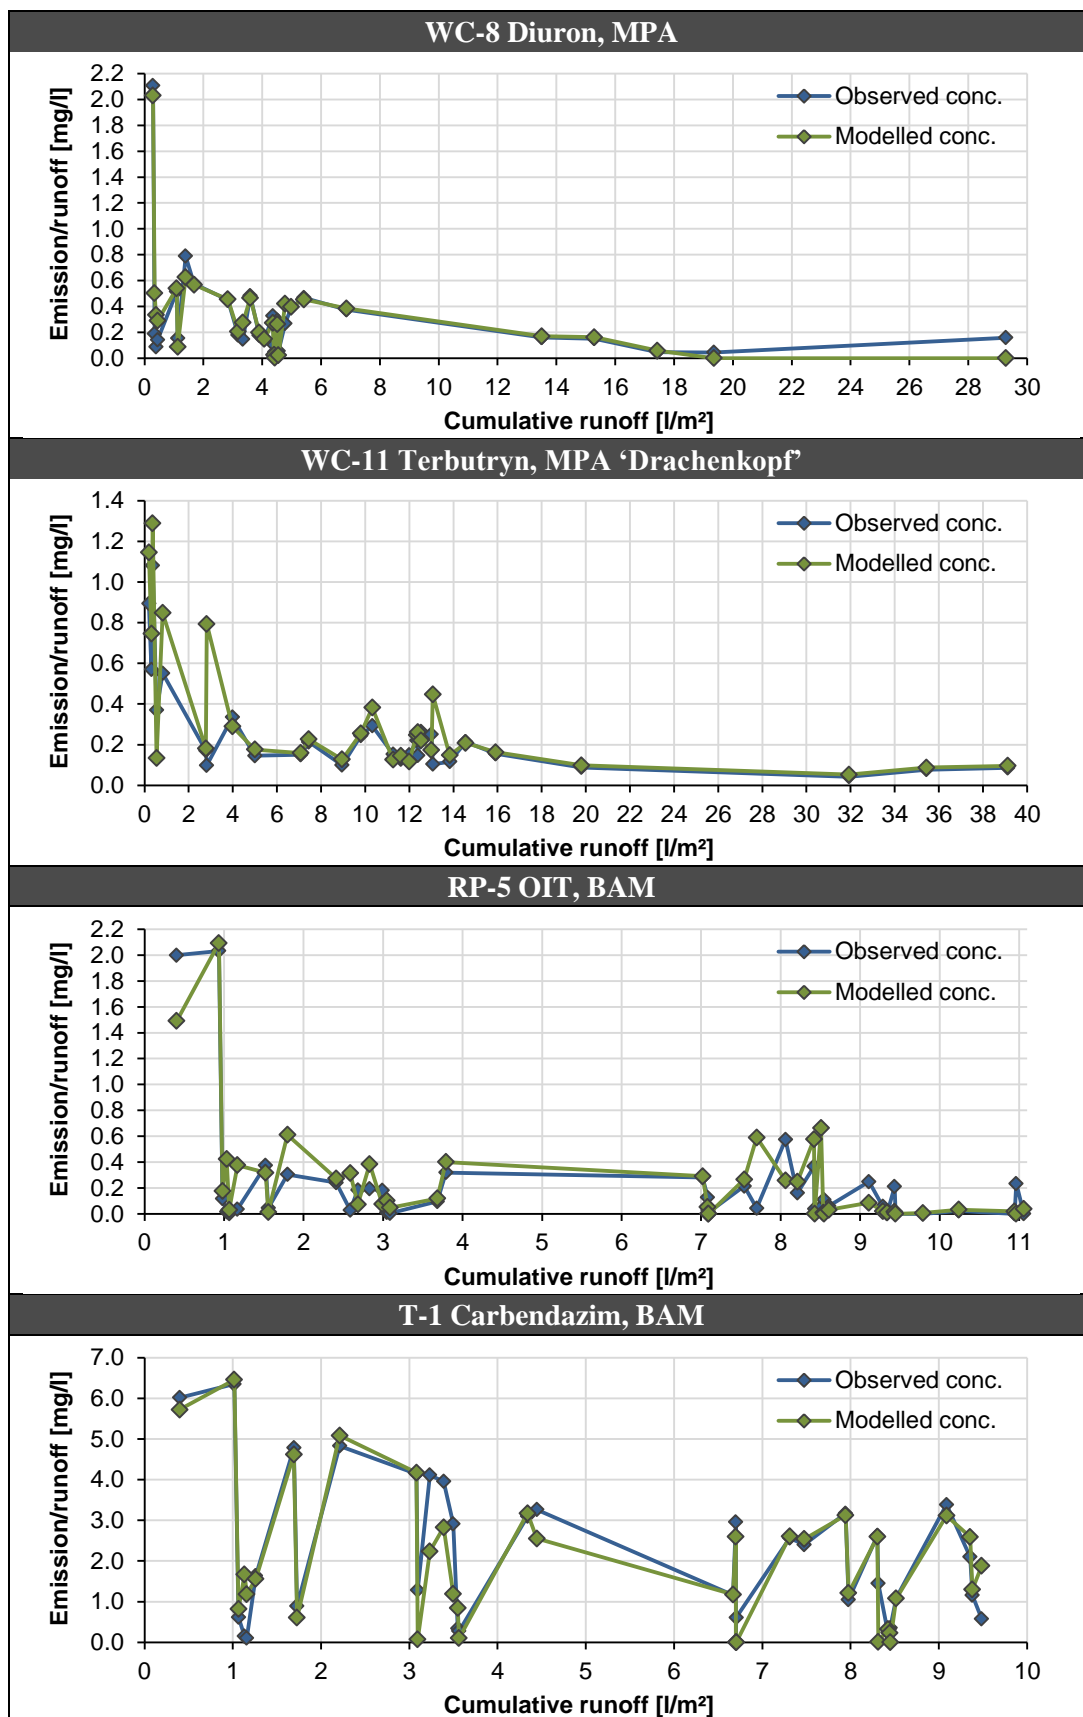 WC-8 Diuron, MPA
Emission/runoff [mg/l]
2.2
2.0
1.8
1.6
1.4
1.2
1.0
0.8
0.6
0.4
0.2
0.0
Observed conc.
Modelled conc.
0 2 4 6 8 10 12 14 16 18 20 22 24 26 28 30
Cumulative runoff [l/m²]
WC-11 Terbutryn, MPA ‘Drachenkopf’
Emission/runoff [mg/l]
1.4
1.2
1.0
0.8
0.6
0.4
0.2
0.0
Observed conc.
Modelled conc.
0 2 4 6 8 10 12 14 16 18 20 22 24 26 28 30 32 34 36 38 40
Cumulative runoff [l/m²]
RP-5 OIT, BAM
Emission/runoff [mg/l]
2.2
2.0
1.8
1.6
1.4
1.2
1.0
0.8
0.6
0.4
0.2
0.0
Observed conc.
Modelled conc.
0 1 2 3 4 5 6 7 8 9 10 11
Cumulative runoff [l/m²]
T-1 Carbendazim, BAM
Emission/runoff [mg/l]
7.0
6.0
5.0
4.0
3.0
2.0
1.0
0.0
Observed conc.
Modelled conc.
0 1 2 3 4 5 6 7 8 9 10
Cumulative runoff [l/m²]